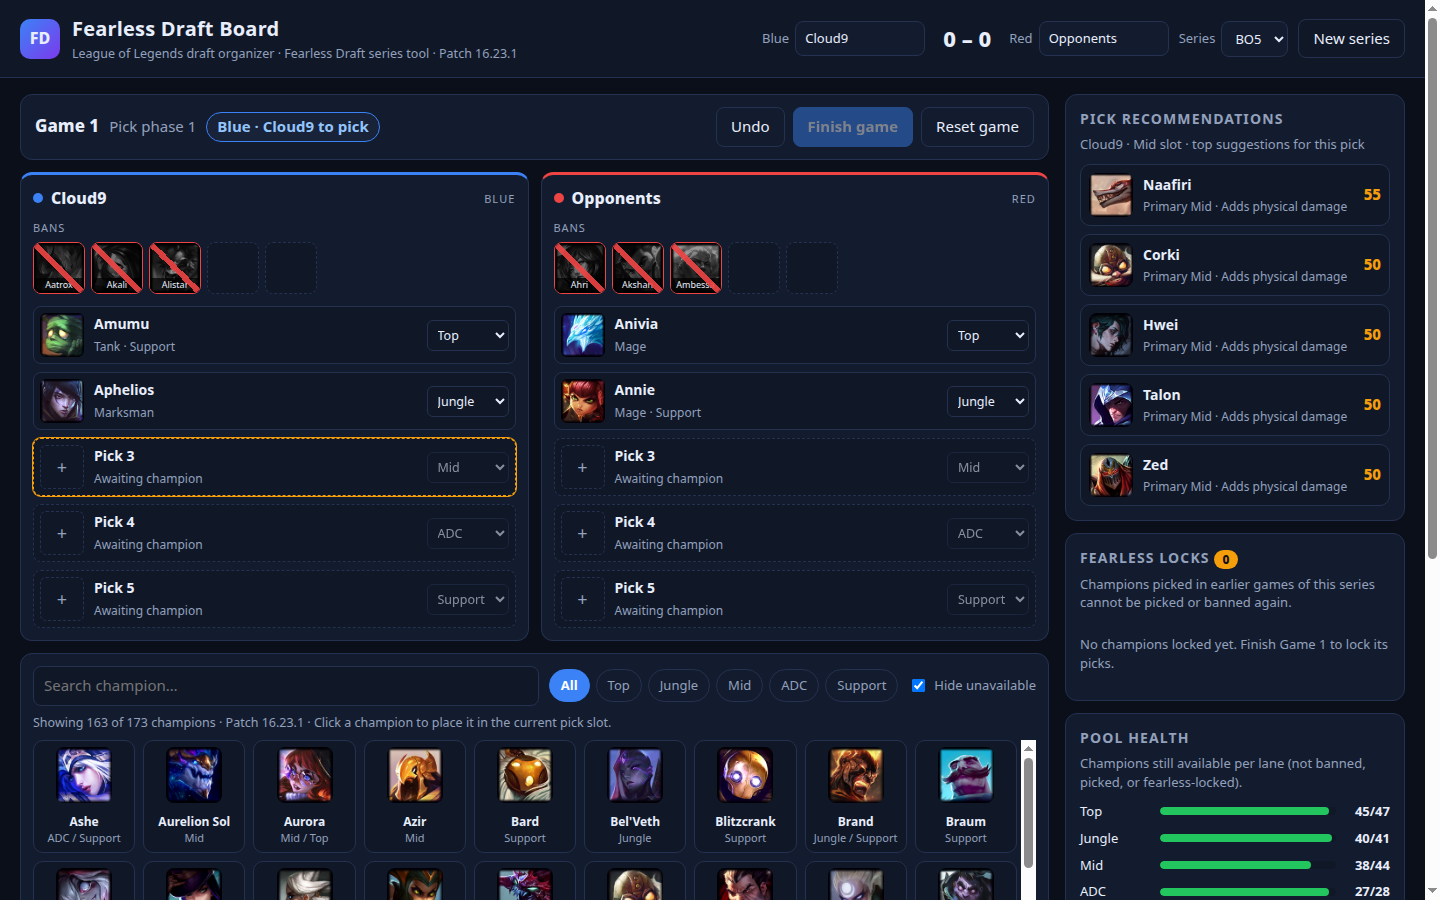 FD
Fearless Draft Board
League of Legends draft organizer · Fearless Draft series tool · Patch 16.23.1
Blue
Cloud9
0 – 0
Red
Opponents
Series
BO5
New series
Game 1
Pick phase 1
Blue · Cloud9 to pick
Undo
Finish game
Reset game
Cloud9
BLUE
BANS
Aatrox
Akali
Alistar
Amumu
Tank · Support
Top
Aphelios
Marksman
Jungle
+
Pick 3
Awaiting champion
Mid
+
Pick 4
Awaiting champion
ADC
+
Pick 5
Awaiting champion
Support
Opponents
RED
BANS
Ahri
Akshan
Ambess
Anivia
Mage
Top
Annie
Mage · Support
Jungle
+
Pick 3
Awaiting champion
Mid
+
Pick 4
Awaiting champion
ADC
+
Pick 5
Awaiting champion
Support
Search champion...
All
Top
Jungle
Mid
ADC
Support
Hide unavailable
Showing 163 of 173 champions · Patch 16.23.1 · Click a champion to place it in the current pick slot.
Ashe
ADC / Support
Aurelion Sol
Mid
Aurora
Mid / Top
Azir
Mid
Bard
Support
Bel'Veth
Jungle
Blitzcrank
Support
Brand
Jungle / Support
Braum
Support
PICK RECOMMENDATIONS
Cloud9 · Mid slot · top suggestions for this pick
Naafiri
Primary Mid · Adds physical damage
55
Corki
Primary Mid · Adds physical damage
50
Hwei
Primary Mid · Adds physical damage
50
Talon
Primary Mid · Adds physical damage
50
Zed
Primary Mid · Adds physical damage
50
FEARLESS LOCKS 0
Champions picked in earlier games of this series
cannot be picked or banned again.
No champions locked yet. Finish Game 1 to lock its
picks.
POOL HEALTH
Champions still available per lane (not banned,
picked, or fearless-locked).
Top 45/47
Jungle 40/41
Mid 38/44
ADC 27/28